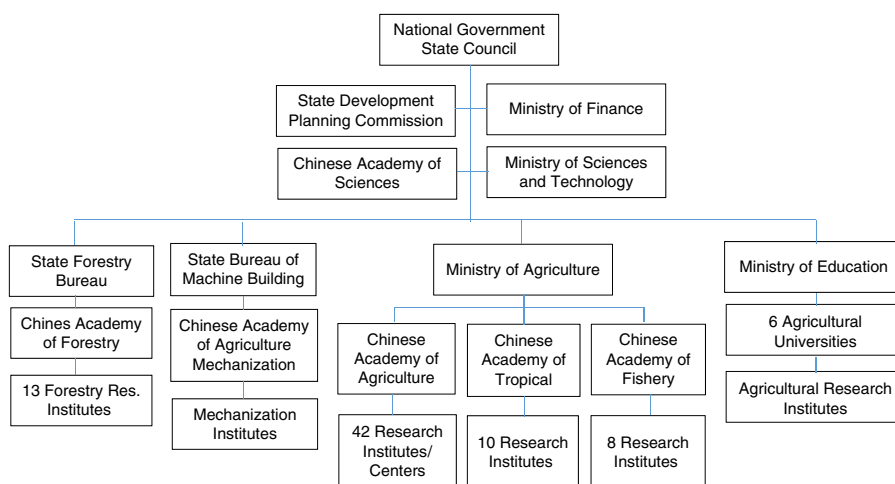 National Government
State Council
State Development
Planning Commission
Ministry of Finance
Chinese Academy of
Sciences
Ministry of Sciences
and Technology
State Forestry
Bureau
State Bureau of
Machine Building
Ministry of Agriculture
Ministry of Education
Chines Academy
of Forestry
Chinese Academy
of Agriculture
Mechanization
Chinese
Academy of
Agriculture
Chinese
Academy of
Tropical
Chinese
Academy of
Fishery
6 Agricultural
Universities
13 Forestry Res.
Institutes
Mechanization
Institutes
42 Research
Institutes/
Centers
10 Research
Institutes
8 Research
Institutes
Agricultural Research
Institutes